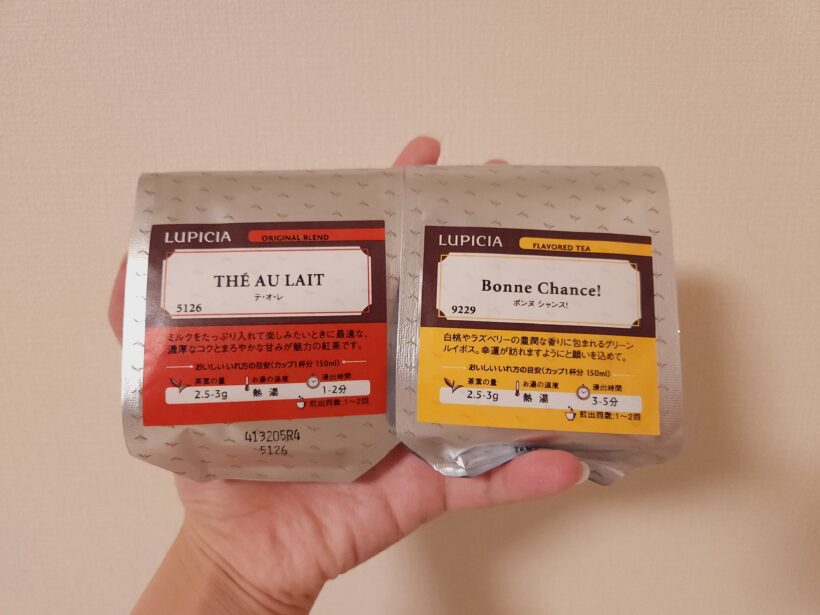 LUPICIA ORIGINAL BLEND
THÉ AU LAIT
テ・オ・レ
5126
ミルクをたっぷり入れて楽しみたいときに最適な、
濃厚なコクとまろやかな甘みが魅力の紅茶です。
おいしいいれ方の目安(カップ1杯分 150ml)
茶葉の量 お湯の温度 浸出時間
2.5-3g 熱湯 1-2分
煎出回数:1〜2回
413205R4
5126
LUPICIA FLAVORED TEA
Bonne Chance!
ボンヌ シャンス!
9229
白桃やラズベリーの豊潤な香りに包まれるグリーン
ルイボス。幸運が訪れますようにと願いを込めて。
おいしいいれ方の目安(カップ1杯分 150ml)
茶葉の量 お湯の温度 浸出時間
2.5-3g 熱湯 3-5分
煎出回数:1〜2回